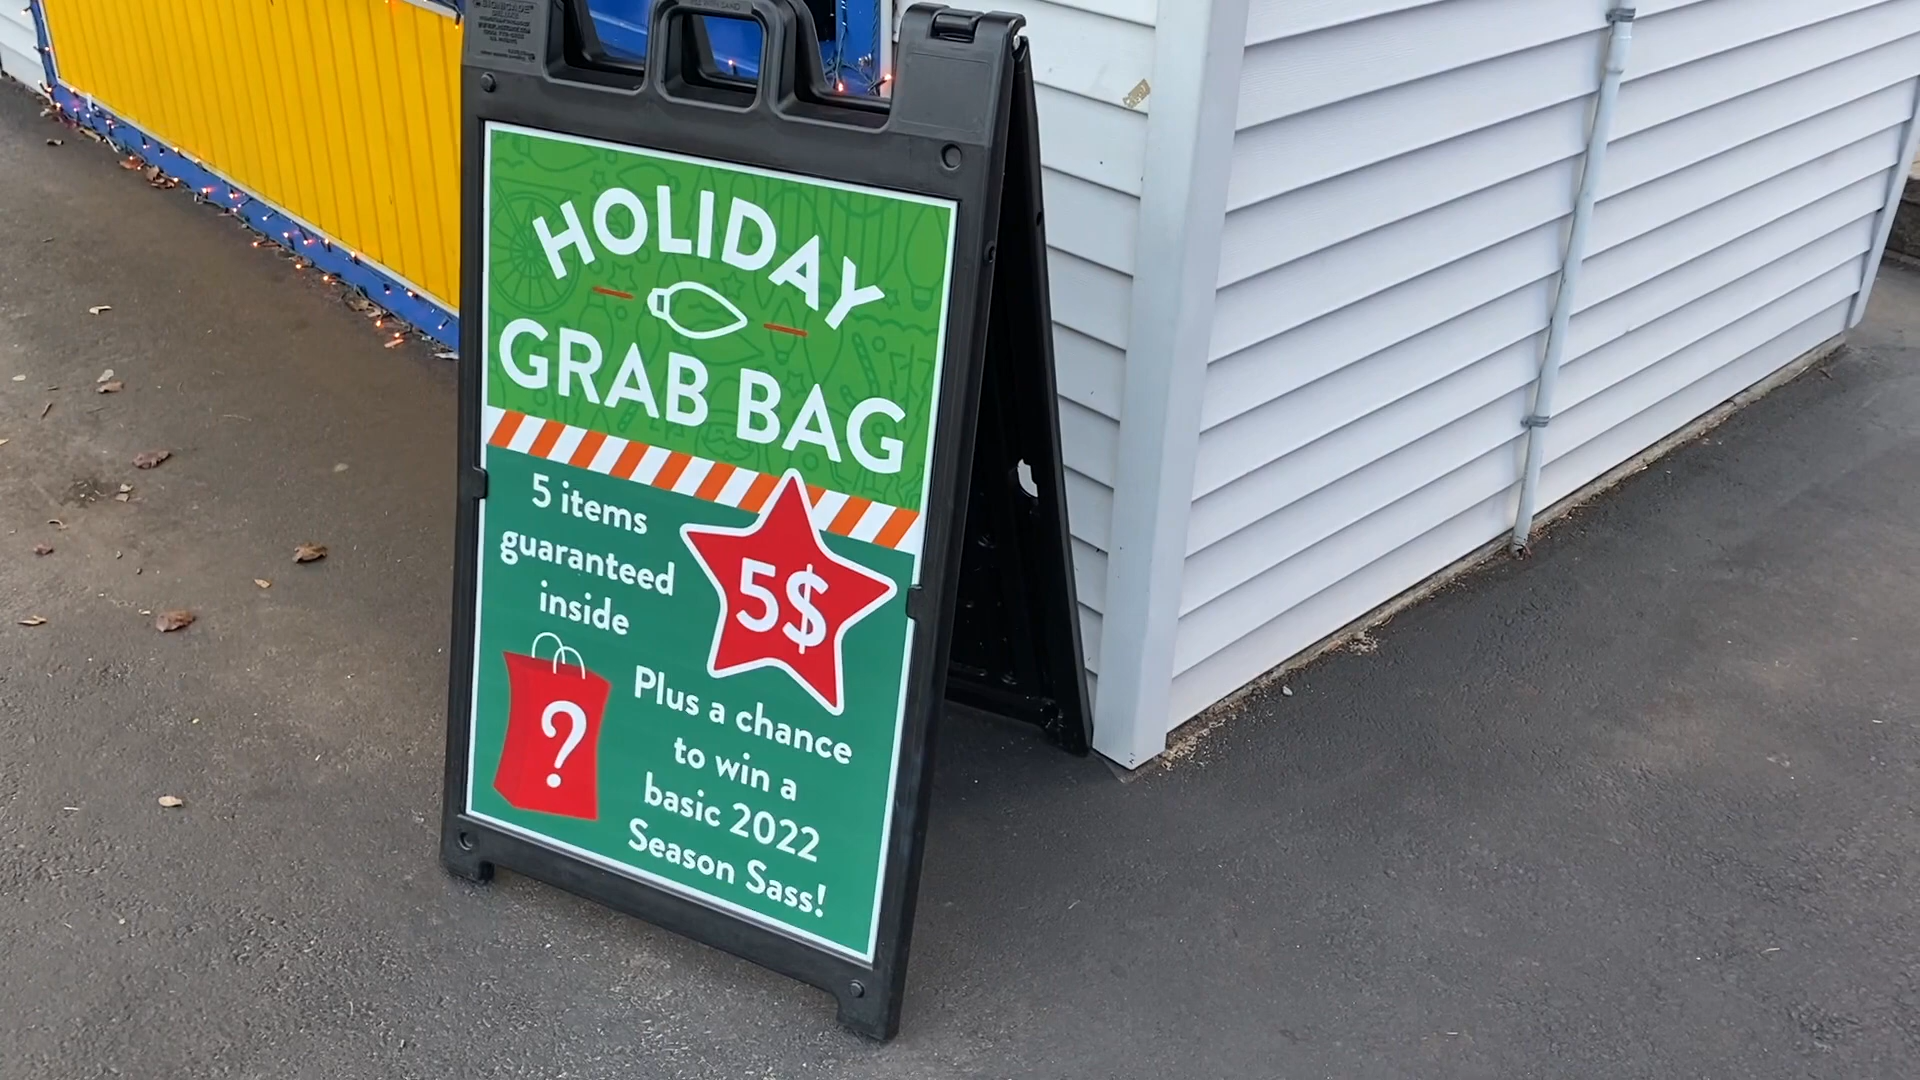 HOLIDAY
GRAB BAG
5 items
guaranteed
inside
5$
?
Plus a chance
to win a
basic 2022
Season Sass!